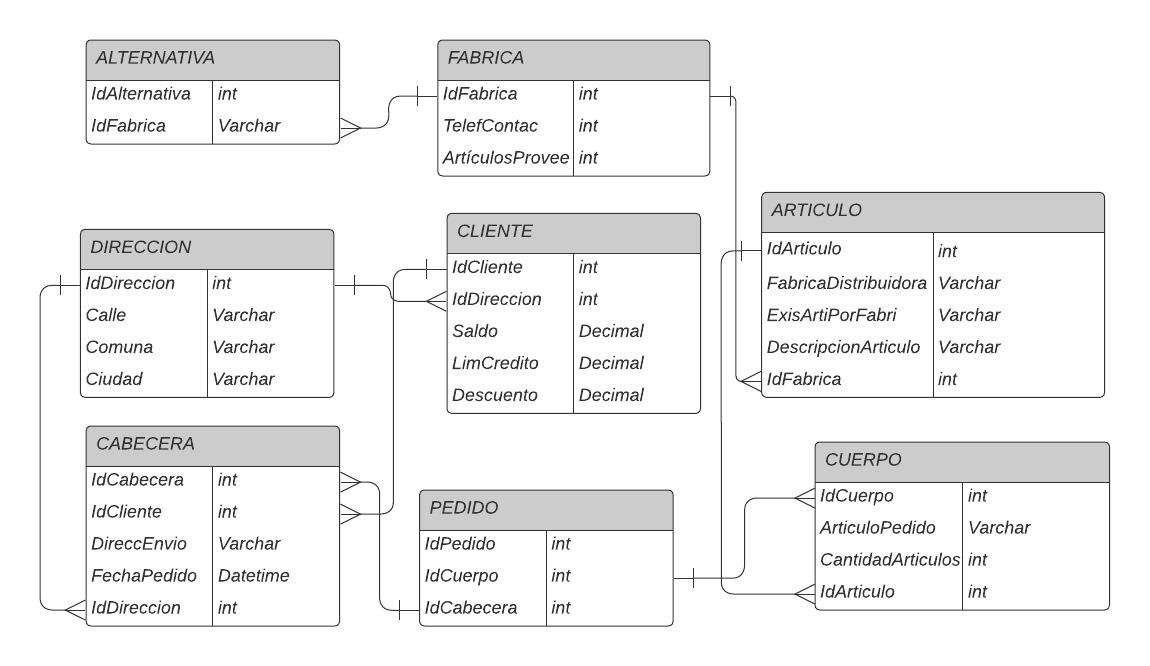 ALTERNATIVA
IdAlternativa int
IdFabrica Varchar
FABRICA
IdFabrica int
TelefContac int
ArtículosProvee int
ARTICULO
IdArticulo int
FabricaDistribuidora Varchar
ExisArtiPorFabri Varchar
DescripcionArticulo Varchar
IdFabrica int
DIRECCION
IdDireccion int
Calle Varchar
Comuna Varchar
Ciudad Varchar
CLIENTE
IdCliente int
IdDireccion int
Saldo Decimal
LimCredito Decimal
Descuento Decimal
CABECERA
IdCabecera int
IdCliente int
DireccEnvio Varchar
FechaPedido Datetime
IdDireccion int
PEDIDO
IdPedido int
IdCuerpo int
IdCabecera int
CUERPO
IdCuerpo int
ArticuloPedido Varchar
CantidadArticulos int
IdArticulo int